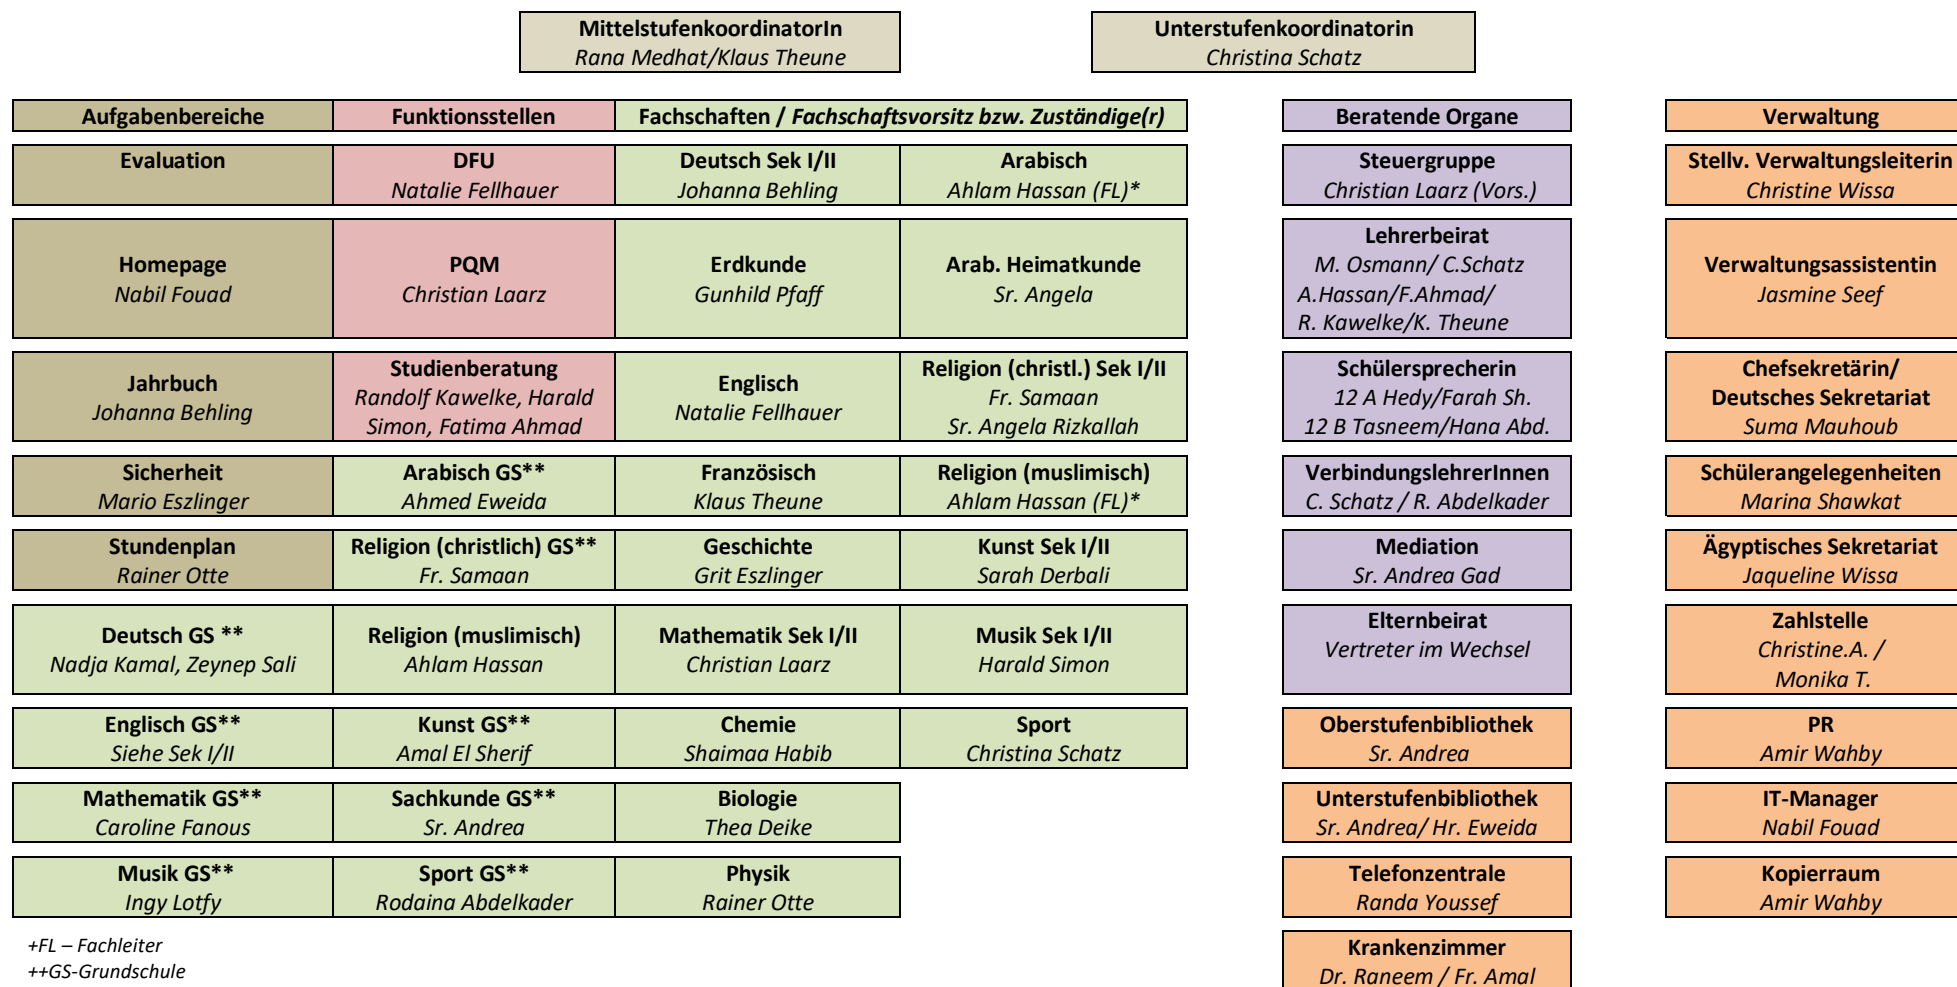 MittelstufenkoordinatorIn
Rana Medhat/Klaus Theune
Unterstufenkoordinatorin
Christina Schatz
Aufgabenbereiche
Funktionsstellen
Fachschaften / Fachschaftsvorsitz bzw. Zuständige(r)
Beratende Organe
Verwaltung
Evaluation
DFU
Natalie Fellhauer
Deutsch Sek I/II
Johanna Behling
Arabisch
Ahlam Hassan (FL)*
Steuergruppe
Christian Laarz (Vors.)
Stellv. Verwaltungsleiterin
Christine Wissa
Homepage
Nabil Fouad
PQM
Christian Laarz
Erdkunde
Gunhild Pfaff
Arab. Heimatkunde
Sr. Angela
Lehrerbeirat
M. Osmann/ C.Schatz
A.Hassan/F.Ahmad/
R. Kawelke/K. Theune
Verwaltungsassistentin
Jasmine Seef
Jahrbuch
Johanna Behling
Studienberatung
Randolf Kawelke, Harald
Simon, Fatima Ahmad
Englisch
Natalie Fellhauer
Religion (christl.) Sek I/II
Fr. Samaan
Sr. Angela Rizkallah
Schülersprecherin
12 A Hedy/Farah Sh.
12 B Tasneem/Hana Abd.
Chefsekretärin/
Deutsches Sekretariat
Suma Mauhoub
Sicherheit
Mario Eszlinger
Arabisch GS**
Ahmed Eweida
Französisch
Klaus Theune
Religion (muslimisch)
Ahlam Hassan (FL)*
VerbindungslehrerInnen
C. Schatz / R. Abdelkader
Schülerangelegenheiten
Marina Shawkat
Stundenplan
Rainer Otte
Religion (christlich) GS**
Fr. Samaan
Geschichte
Grit Eszlinger
Kunst Sek I/II
Sarah Derbali
Mediation
Sr. Andrea Gad
Ägyptisches Sekretariat
Jaqueline Wissa
Deutsch GS **
Nadja Kamal, Zeynep Sali
Religion (muslimisch)
Ahlam Hassan
Mathematik Sek I/II
Christian Laarz
Musik Sek I/II
Harald Simon
Elternbeirat
Vertreter im Wechsel
Zahlstelle
Christine.A. /
Monika T.
Englisch GS**
Siehe Sek I/II
Kunst GS**
Amal El Sherif
Chemie
Shaimaa Habib
Sport
Christina Schatz
Oberstufenbibliothek
Sr. Andrea
PR
Amir Wahby
Mathematik GS**
Caroline Fanous
Sachkunde GS**
Sr. Andrea
Biologie
Thea Deike
Unterstufenbibliothek
Sr. Andrea/ Hr. Eweida
IT-Manager
Nabil Fouad
Musik GS**
Ingy Lotfy
Sport GS**
Rodaina Abdelkader
Physik
Rainer Otte
Telefonzentrale
Randa Youssef
Kopierraum
Amir Wahby
+FL – Fachleiter
++GS-Grundschule
Krankenzimmer
Dr. Raneem / Fr. Amal